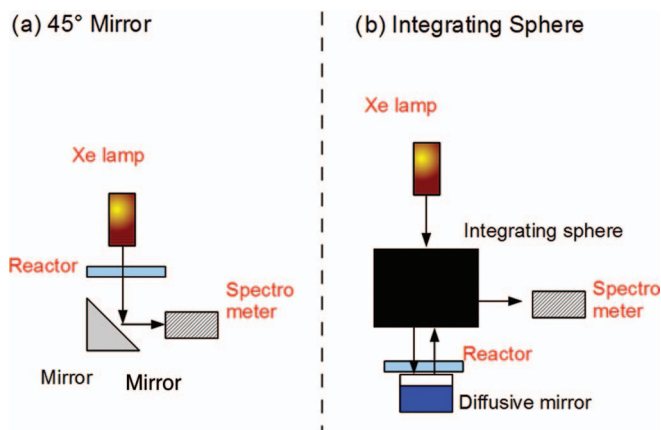 (a) 45° Mirror
Xe lamp
Reactor
Spectro
meter
Mirror
Mirror
(b) Integrating Sphere
Xe lamp
Integrating sphere
Spectro
meter
Reactor
Diffusive mirror